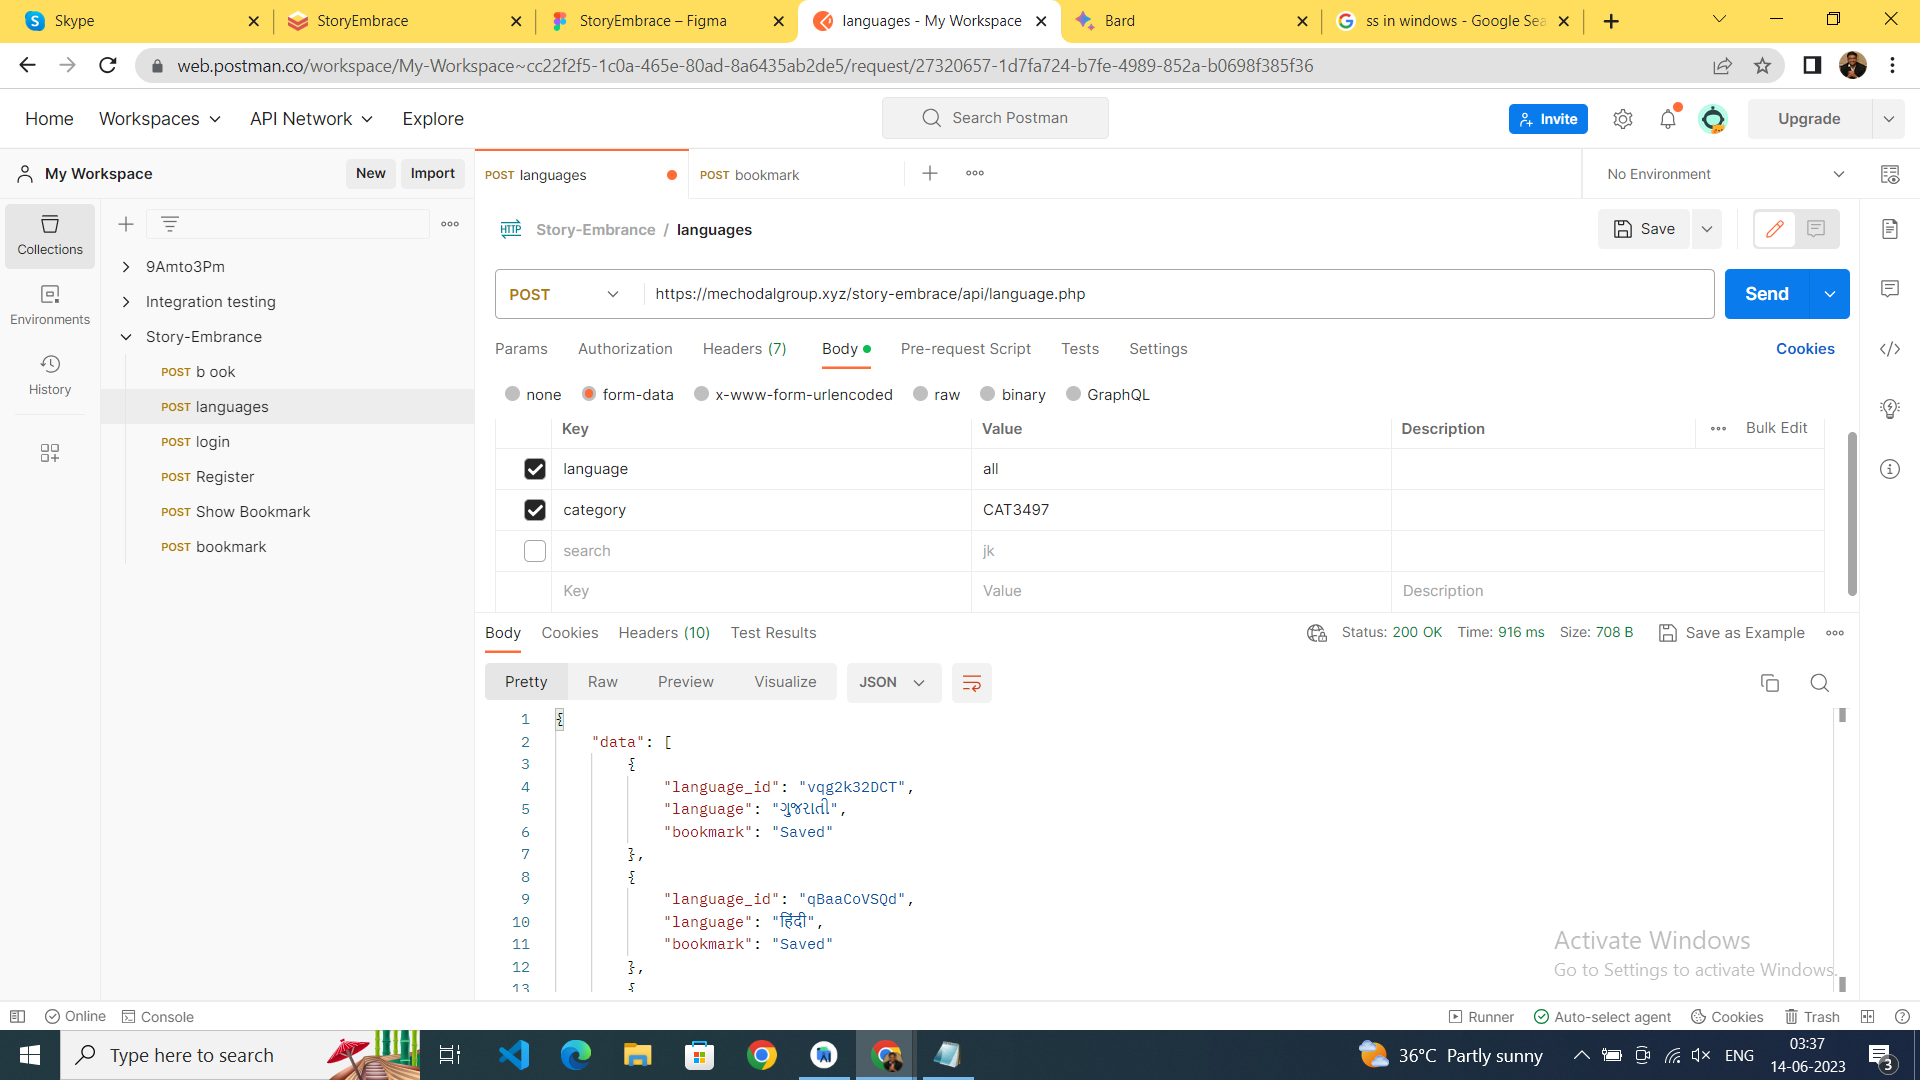 Skype
StoryEmbrace
StoryEmbrace – Figma
languages - My Workspace
Bard
ss in windows - Google Sea
web.postman.co/workspace/My-Workspace~cc22f2f5-1c0a-465e-80ad-8a6435ab2de5/request/27320657-1d7fa724-b7fe-4989-852a-b0698f385f36
Home Workspaces API Network Explore
Search Postman
Invite
Upgrade
My Workspace
New Import
POST languages
POST bookmark
No Environment
Collections
Environments
History
9Amto3Pm
Integration testing
Story-Embrance
POST b ook
POST languages
POST login
POST Register
POST Show Bookmark
POST bookmark
HTTP Story-Embrance / languages
Save
POST https://mechodalgroup.xyz/story-embrace/api/language.php
Send
Params Authorization Headers (7) Body Pre-request Script Tests Settings
Cookies
none form-data x-www-form-urlencoded raw binary GraphQL
Key Value Description Bulk Edit
language all
category CAT3497
search jk
Key Value Description
Body Cookies Headers (10) Test Results
Status: 200 OK Time: 916 ms Size: 708 B Save as Example
Pretty Raw Preview Visualize JSON
1 {
2 "data": [
3 {
4 "language_id": "vqg2k32DCT",
5 "language": "ગુજરાતી",
6 "bookmark": "Saved"
7 },
8 {
9 "language_id": "qBaaCoVSQd",
10 "language": "हिंदी",
11 "bookmark": "Saved"
12 },
13 {
Activate Windows
Go to Settings to activate Windows.
Online Console
Runner Auto-select agent Cookies Trash
Type here to search
36°C Partly sunny
ENG
03:37
14-06-2023
3